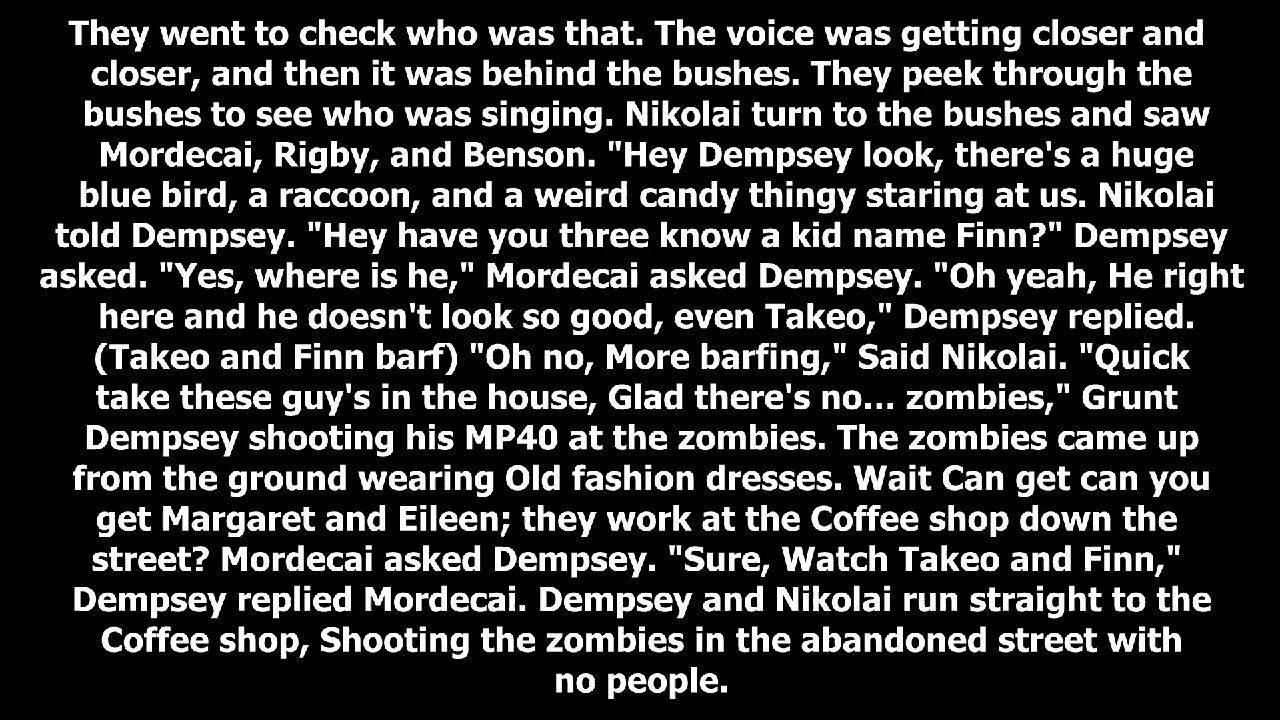 They went to check who was that. The voice was getting closer and
closer, and then it was behind the bushes. They peek through the
bushes to see who was singing. Nikolai turn to the bushes and saw
Mordecai, Rigby, and Benson. "Hey Dempsey look, there's a huge
blue bird, a raccoon, and a weird candy thingy staring at us. Nikolai
told Dempsey. "Hey have you three know a kid name Finn?" Dempsey
asked. "Yes, where is he," Mordecai asked Dempsey. "Oh yeah, He right
here and he doesn't look so good, even Takeo," Dempsey replied.
(Takeo and Finn barf) "Oh no, More barfing," Said Nikolai. "Quick
take these guy's in the house, Glad there's no... zombies," Grunt
Dempsey shooting his MP40 at the zombies. The zombies came up
from the ground wearing Old fashion dresses. Wait Can get can you
get Margaret and Eileen; they work at the Coffee shop down the
street? Mordecai asked Dempsey. "Sure, Watch Takeo and Finn,"
Dempsey replied Mordecai. Dempsey and Nikolai run straight to the
Coffee shop, Shooting the zombies in the abandoned street with
no people.